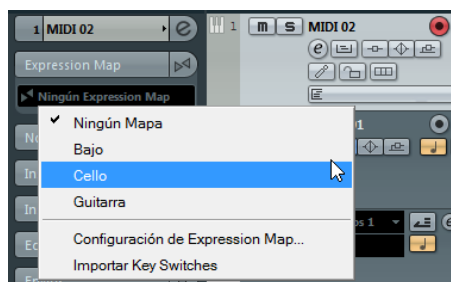 1 MIDI 02
1 m S MIDI 02
Expression Map
Ningún Expression Map
Ningún Mapa
Bajo
Cello
Guitarra
Configuración de Expression Map...
Importar Key Switches